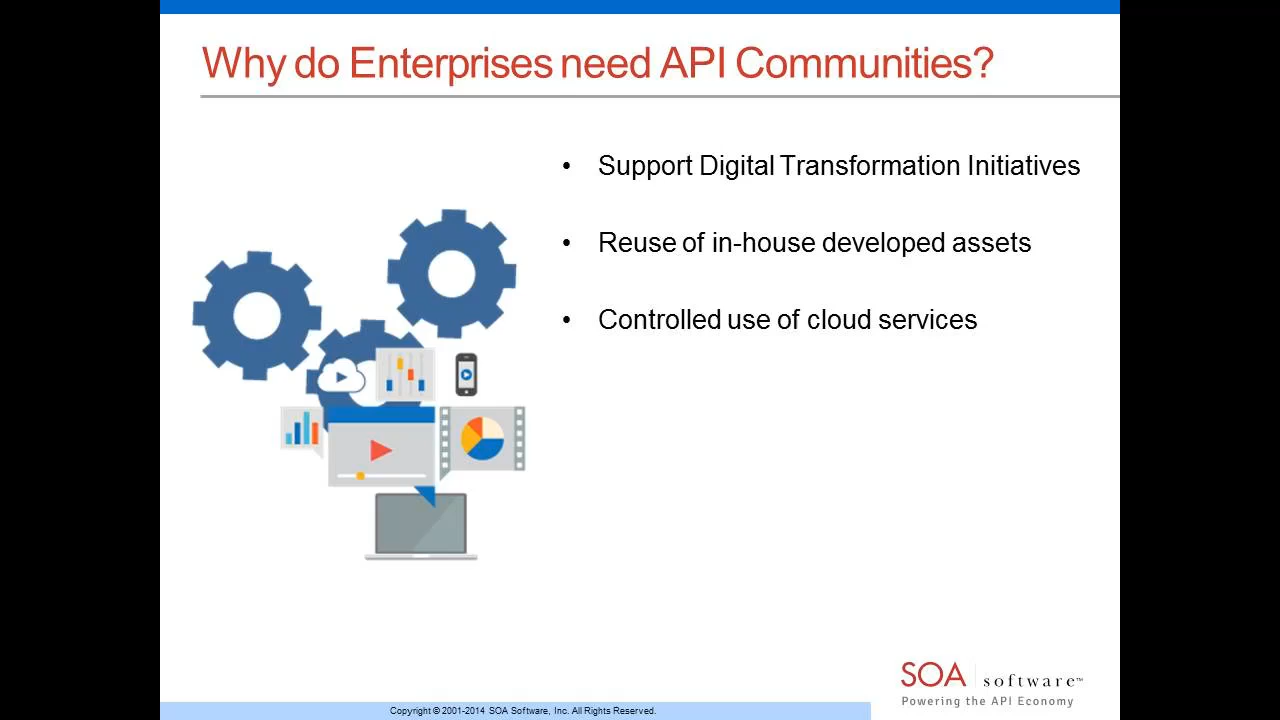 Why do Enterprises need API Communities?
• Support Digital Transformation Initiatives
• Reuse of in-house developed assets
• Controlled use of cloud services
SOA software™
Powering the API Economy
Copyright © 2001-2014 SOA Software, Inc. All Rights Reserved.